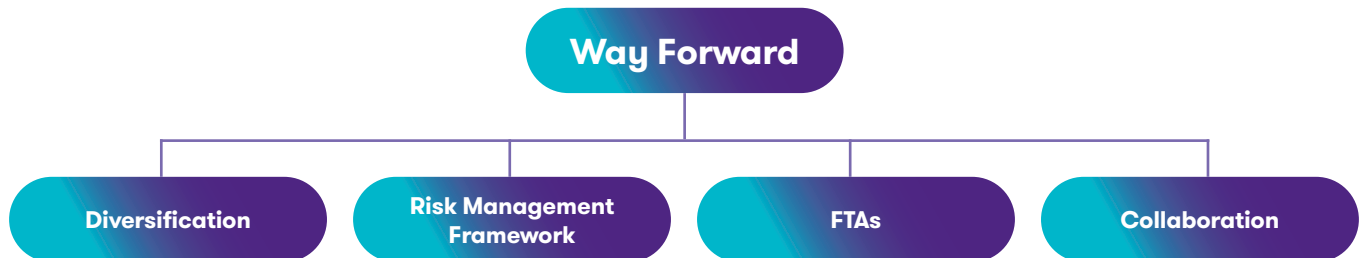 Way Forward
Diversification
Risk Management
Framework
FTAs
Collaboration